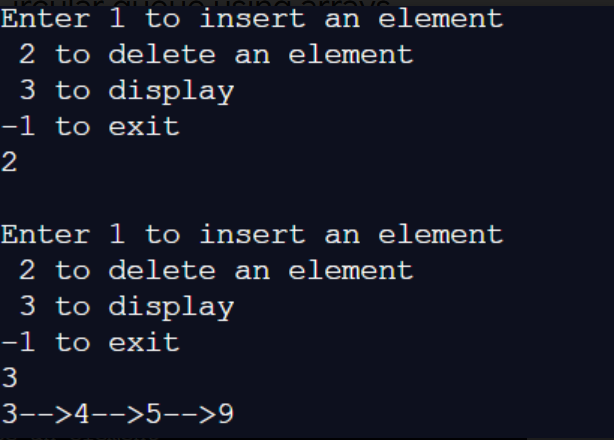 Enter 1 to insert an element
2 to delete an element
3 to display
-1 to exit
2
Enter 1 to insert an element
2 to delete an element
3 to display
-1 to exit
3
3-->4-->5-->9